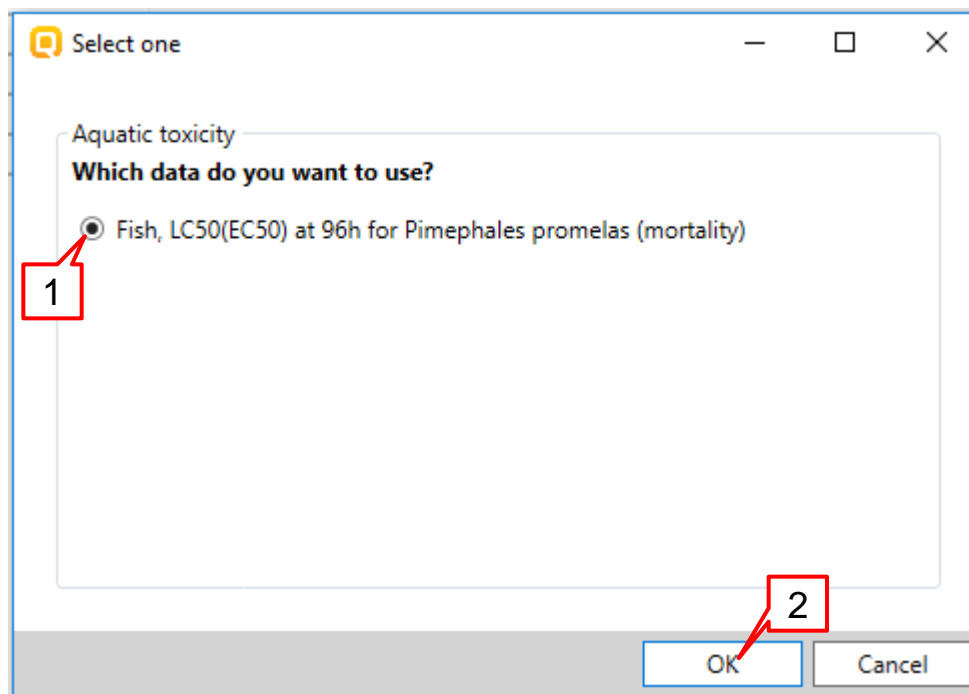 Select one
Aquatic toxicity
Which data do you want to use?
Fish, LC50(EC50) at 96h for Pimephales promelas (mortality)
1
2
OK
Cancel